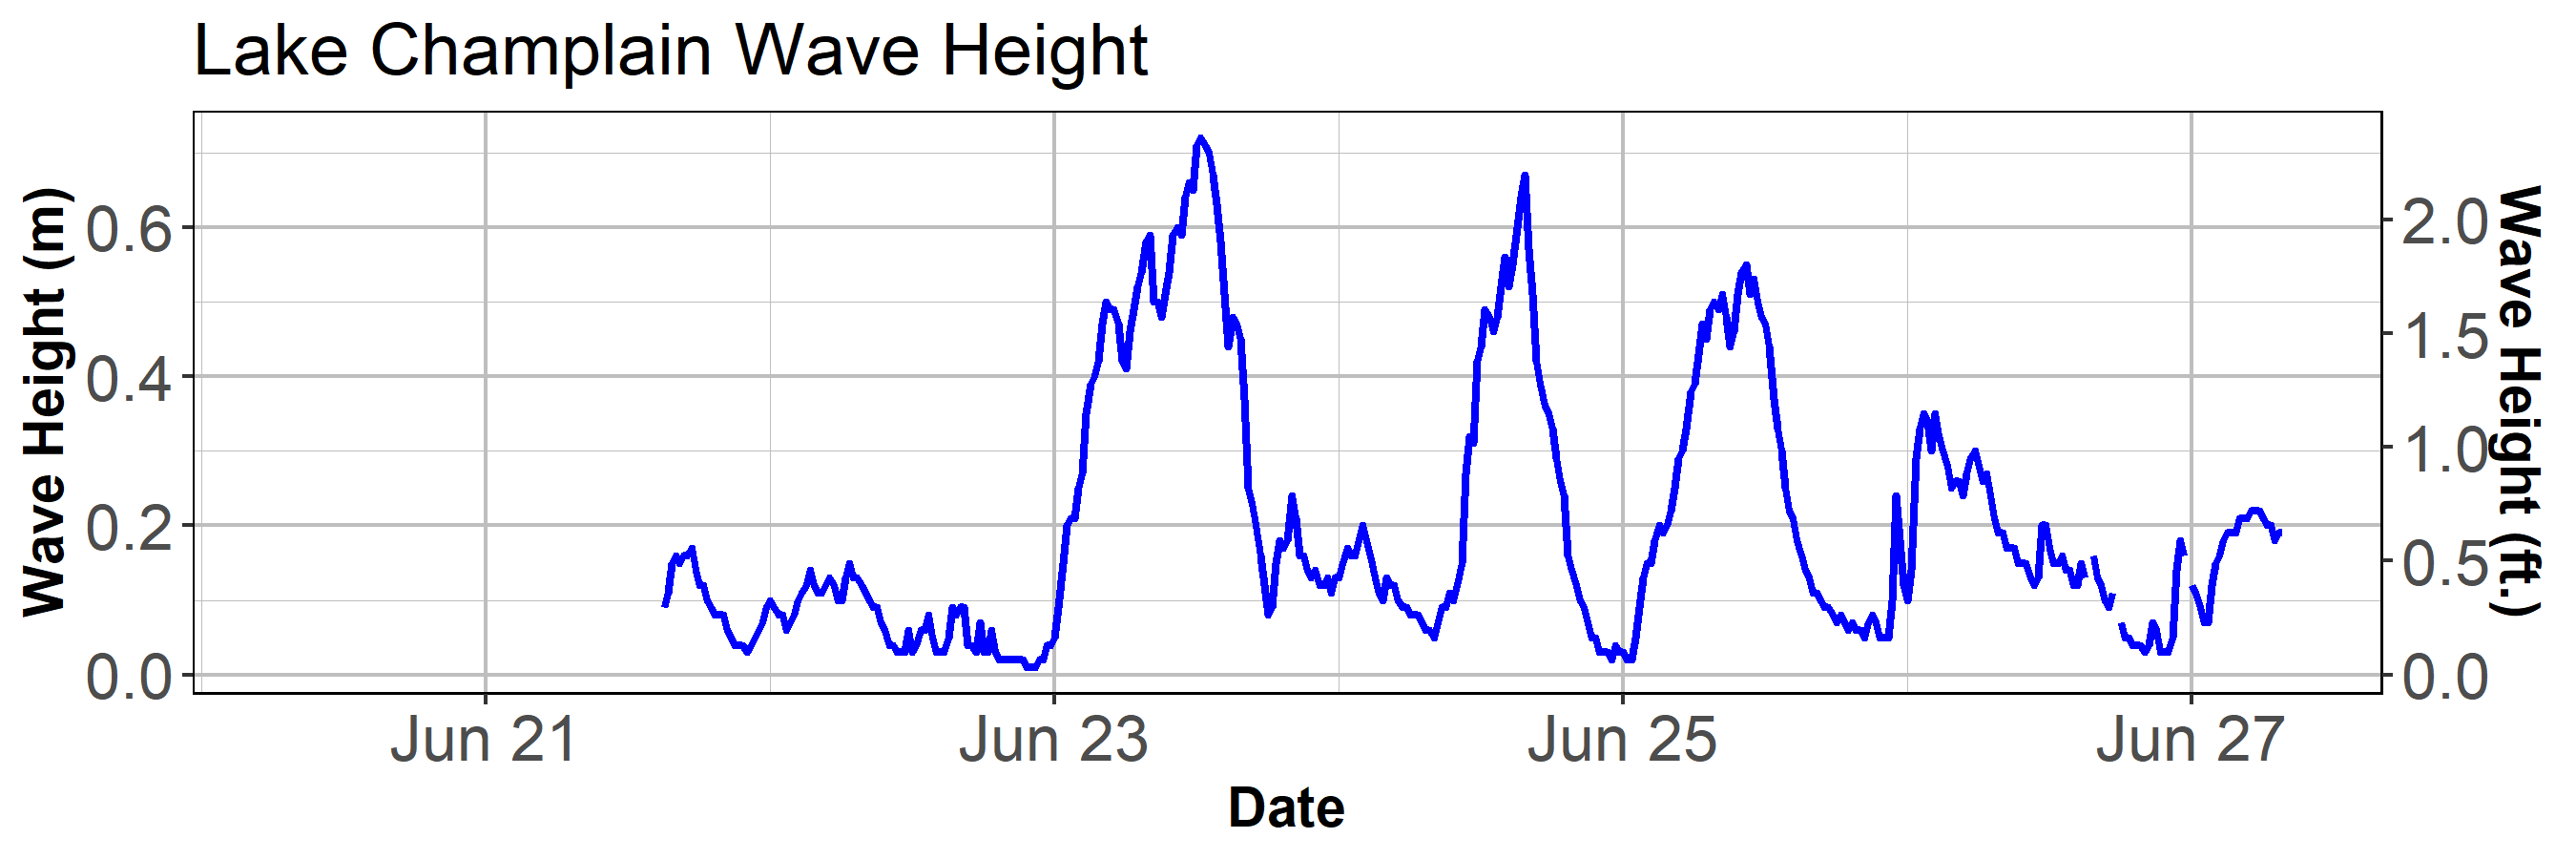 Lake Champlain Wave Height
Wave Height (m)
0.6
0.4
0.2
0.0
2.0
1.5
1.0
0.5
0.0
Wave Height (ft.)
Jun 21 Jun 23 Jun 25 Jun 27
Date